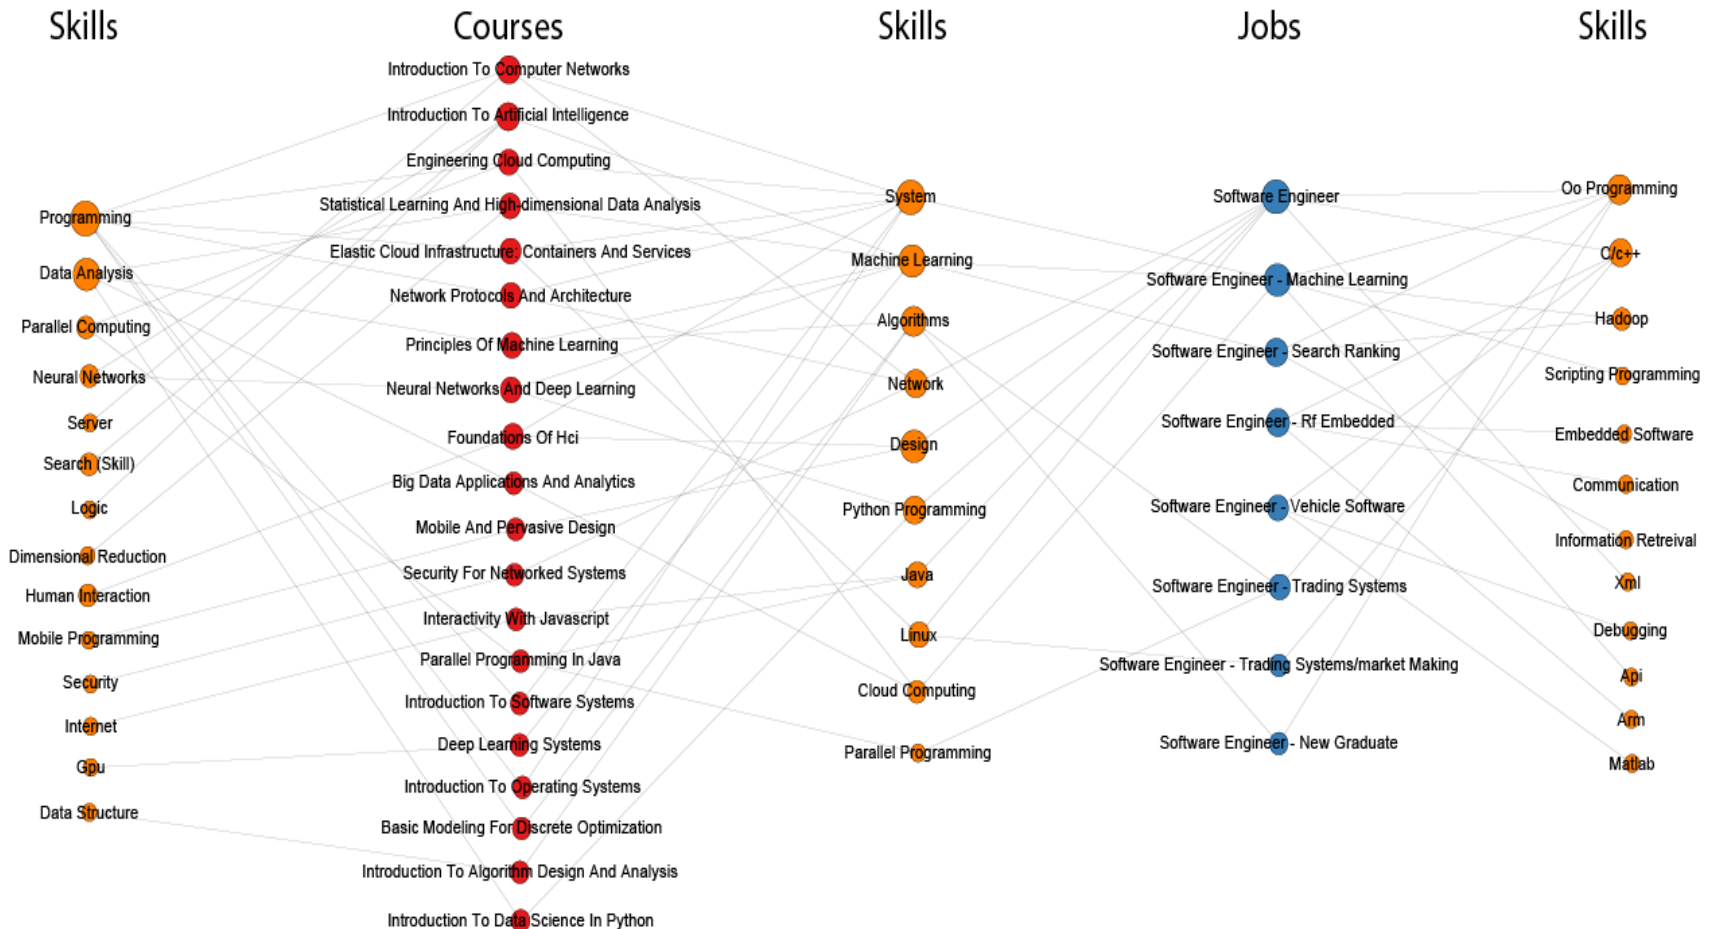 Skills
Courses
Skills
Jobs
Skills
Programming
Data Analysis
Parallel Computing
Neural Networks
Server
Search (Skill)
Logic
Dimensional Reduction
Human Interaction
Mobile Programming
Security
Internet
Gpu
Data Structure
Introduction To Computer Networks
Introduction To Artificial Intelligence
Engineering Cloud Computing
Statistical Learning And High-dimensional Data Analysis
Elastic Cloud Infrastructure: Containers And Services
Network Protocols And Architecture
Principles Of Machine Learning
Neural Networks And Deep Learning
Foundations Of Hci
Big Data Applications And Analytics
Mobile And Pervasive Design
Security For Networked Systems
Interactivity With Javascript
Parallel Programming In Java
Introduction To Software Systems
Deep Learning Systems
Introduction To Operating Systems
Basic Modeling For Discrete Optimization
Introduction To Algorithm Design And Analysis
Introduction To Data Science In Python
System
Machine Learning
Algorithms
Network
Design
Python Programming
Java
Linux
Cloud Computing
Parallel Programming
Software Engineer
Software Engineer - Machine Learning
Software Engineer - Search Ranking
Software Engineer - Rf Embedded
Software Engineer - Vehicle Software
Software Engineer - Trading Systems
Software Engineer - Trading Systems/market Making
Software Engineer - New Graduate
Oo Programming
C/c++
Hadoop
Scripting Programming
Embedded Software
Communication
Information Retreival
Xml
Debugging
Api
Arm
Matlab